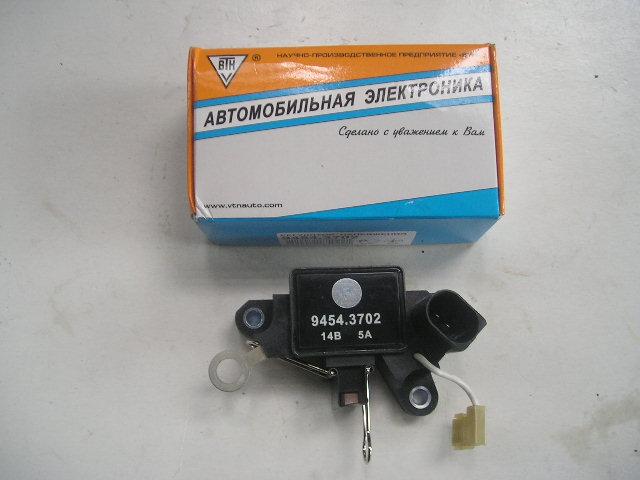 ВТН ®
НАУЧНО-ПРОИЗВОДСТВЕННОЕ ПРЕДПРИЯТИЕ
АВТОМОБИЛЬНАЯ ЭЛЕКТРОНИКА
Сделано с уважением к Вам
www.vtnauto.com
9454.3702
14В 5А